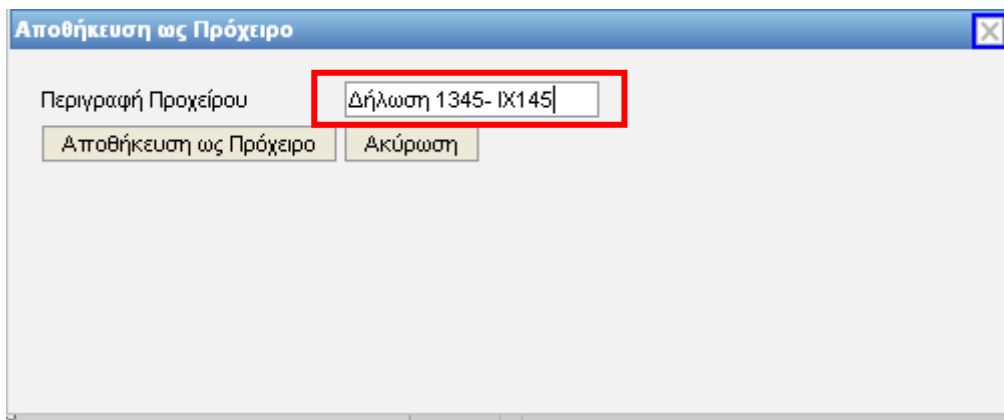 Αποθήκευση ως Πρόχειρο
Περιγραφή Προχείρου Δήλωση 1345- ΙΧ145
Αποθήκευση ως Πρόχειρο Ακύρωση